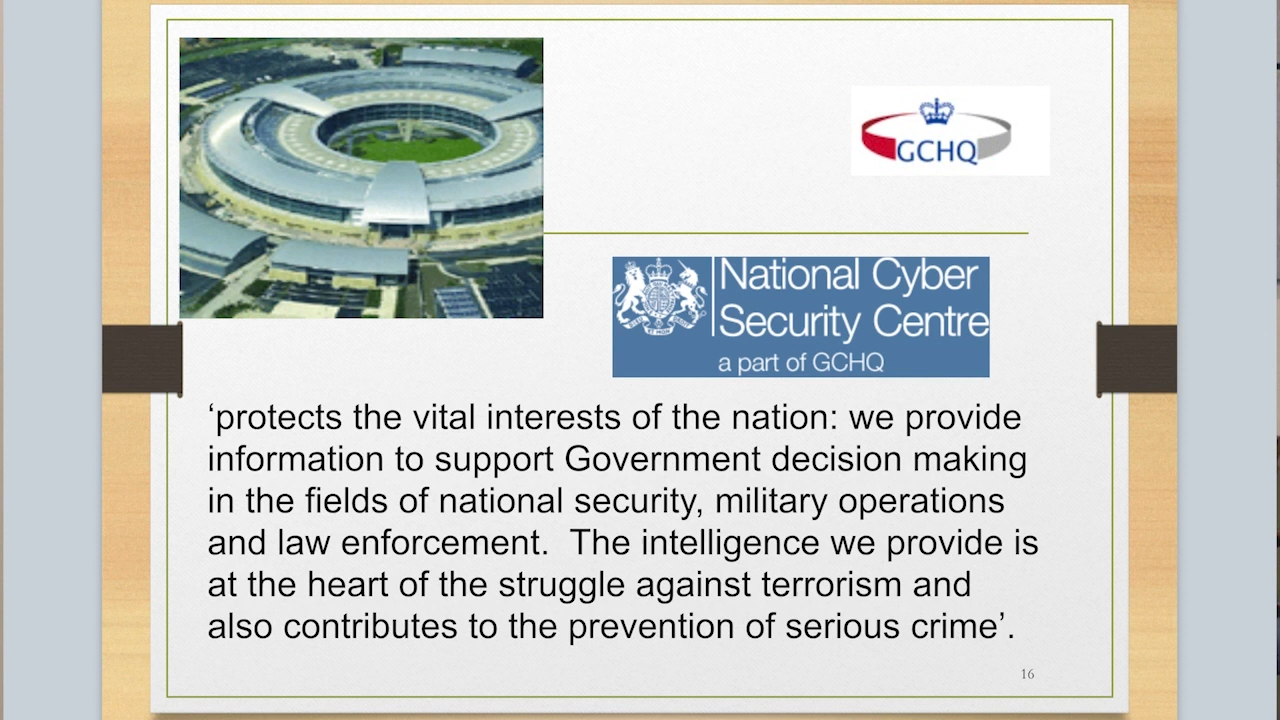 GCHQ
National Cyber
Security Centre
a part of GCHQ
‘protects the vital interests of the nation: we provide
information to support Government decision making
in the fields of national security, military operations
and law enforcement.  The intelligence we provide is
at the heart of the struggle against terrorism and
also contributes to the prevention of serious crime’.
16